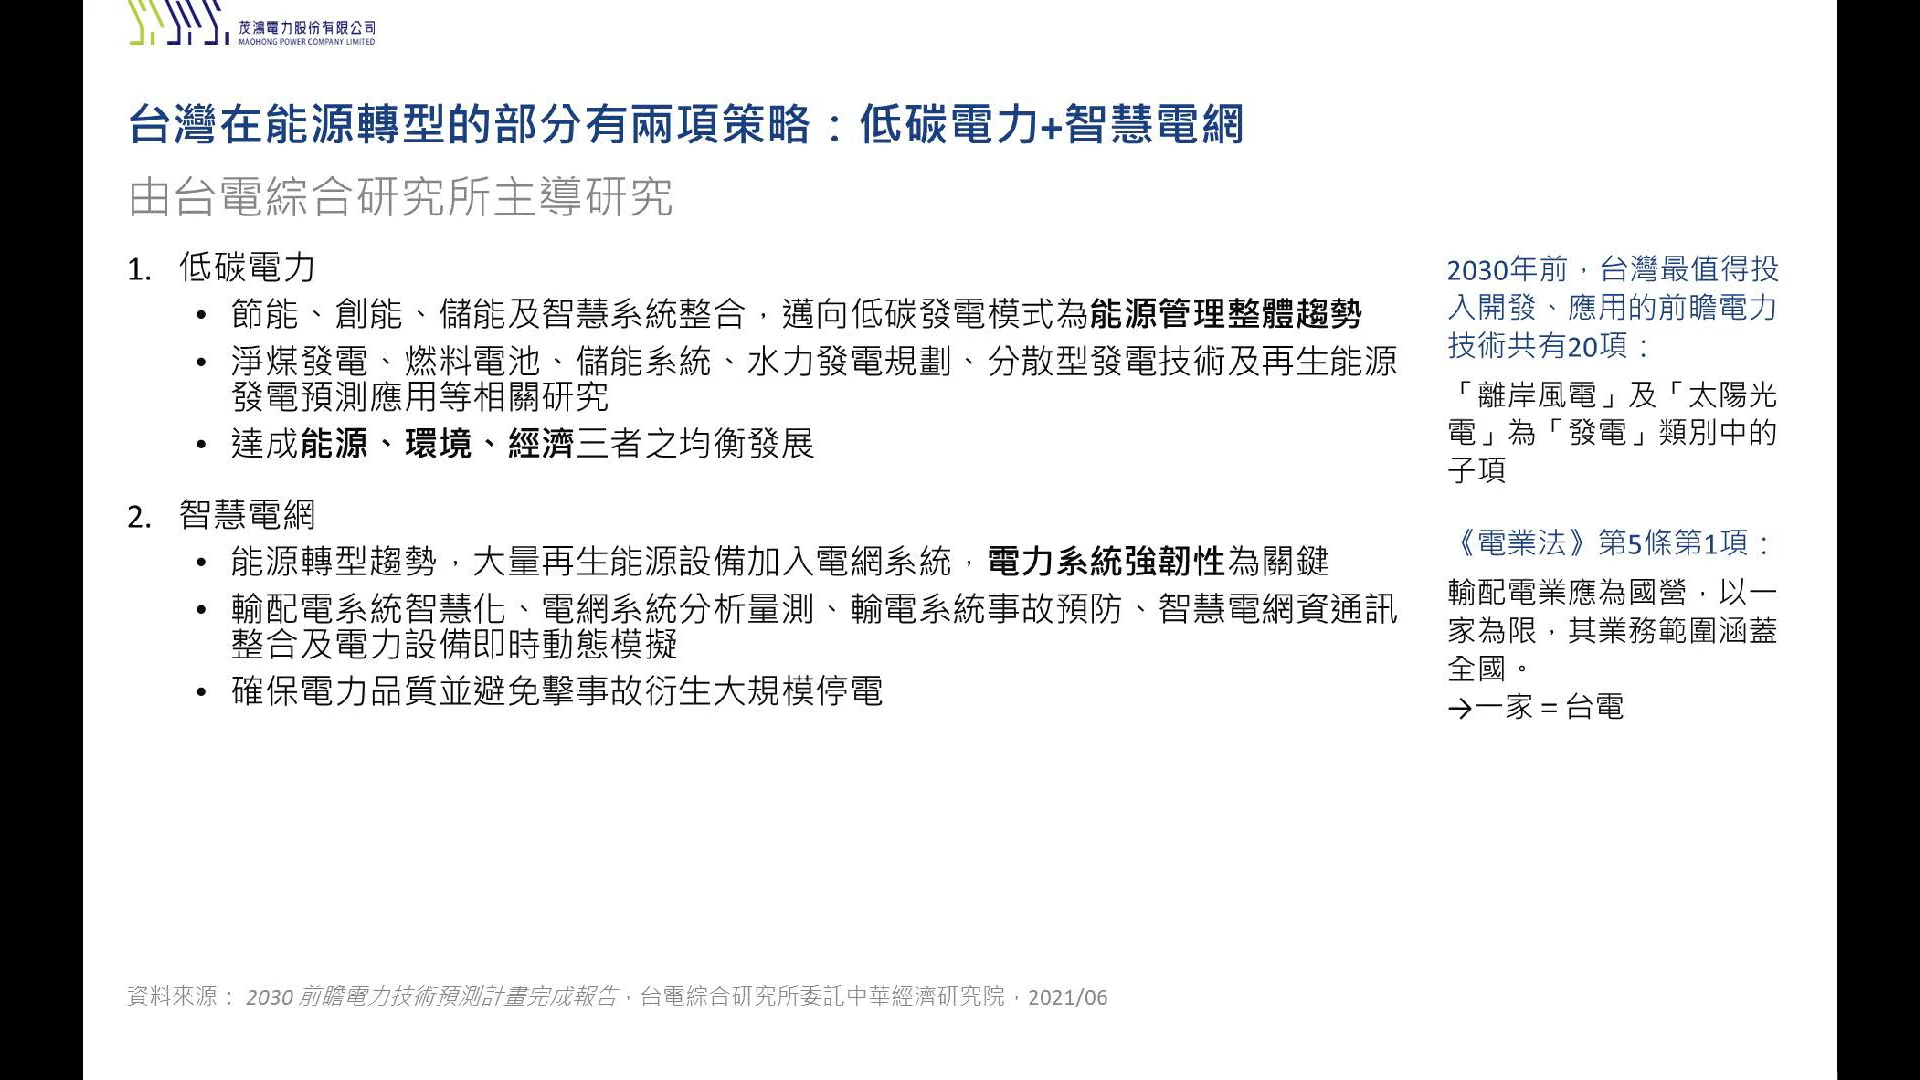 茂鴻電力股份有限公司
MAOHONG POWER COMPANY LIMITED
台灣在能源轉型的部分有兩項策略：低碳電力+智慧電網
由台電綜合研究所主導研究
1. 低碳電力
• 節能、創能、儲能及智慧系統整合，邁向低碳發電模式為能源管理整體趨勢
• 淨煤發電、燃料電池、儲能系統、水力發電規劃、分散型發電技術及再生能源
發電預測應用等相關研究
• 達成能源、環境、經濟三者之均衡發展
2. 智慧電網
• 能源轉型趨勢，大量再生能源設備加入電網系統，電力系統強韌性為關鍵
• 輸配電系統智慧化、電網系統分析量測、輸電系統事故預防、智慧電網資通訊
整合及電力設備即時動態模擬
• 確保電力品質並避免擊事故衍生大規模停電
2030年前，台灣最值得投
入開發、應用的前瞻電力
技術共有20項：
「離岸風電」及「太陽光
電」為「發電」類別中的
子項
《電業法》第5條第1項：
輸配電業應為國營，以一
家為限，其業務範圍涵蓋
全國。
→一家 = 台電
資料來源： 2030 前瞻電力技術預測計畫完成報告，台電綜合研究所委託中華經濟研究院，2021/06